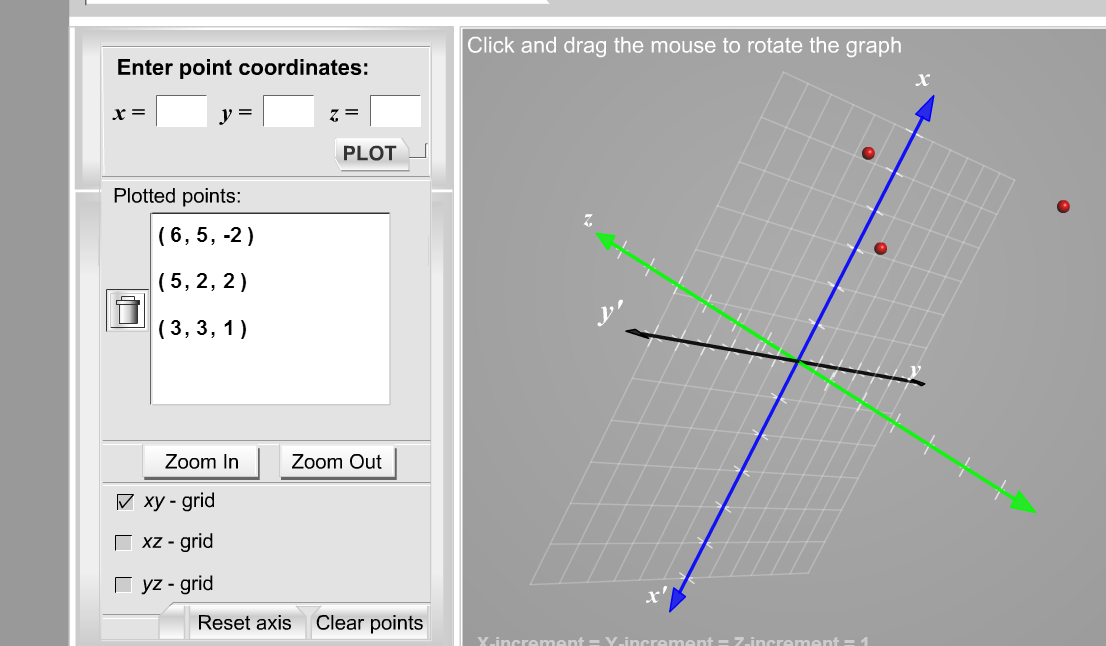 Click and drag the mouse to rotate the graph
Enter point coordinates:
x = y = z =
PLOT
Plotted points:
( 6, 5, -2 )
( 5, 2, 2 )
( 3, 3, 1 )
Zoom In Zoom Out
xy - grid
xz - grid
yz - grid
Reset axis Clear points
x
z
y'
y
x'
X-increment = Y-increment = Z-increment = 1